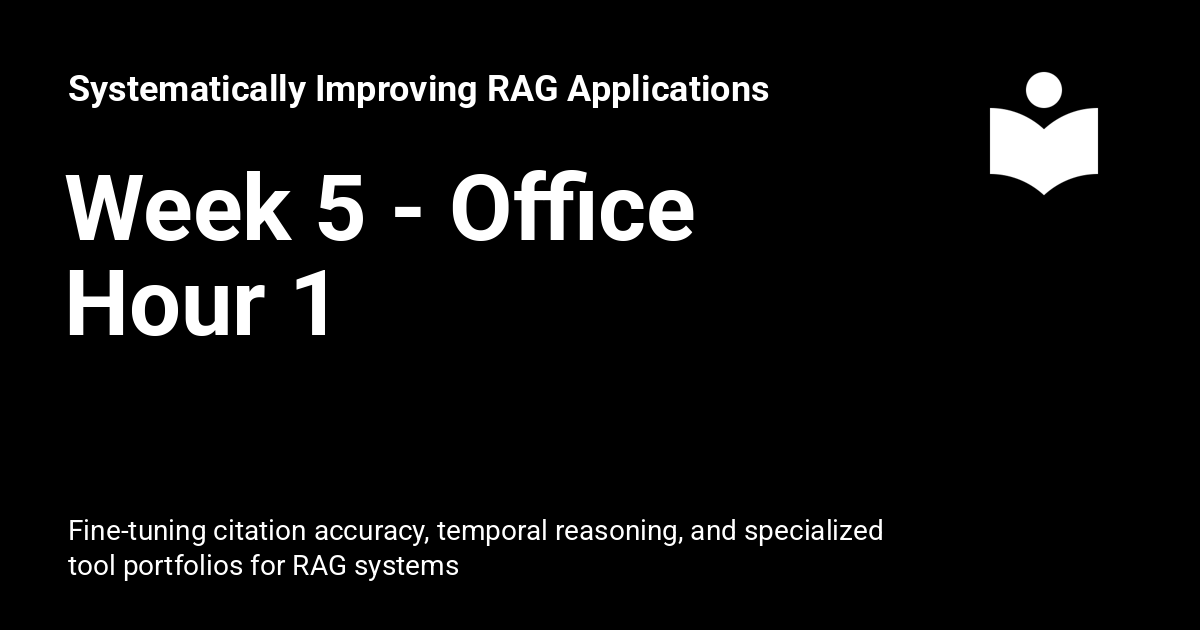 Systematically Improving RAG Applications
Week 5 - Office
Hour 1
Fine-tuning citation accuracy, temporal reasoning, and specialized
tool portfolios for RAG systems